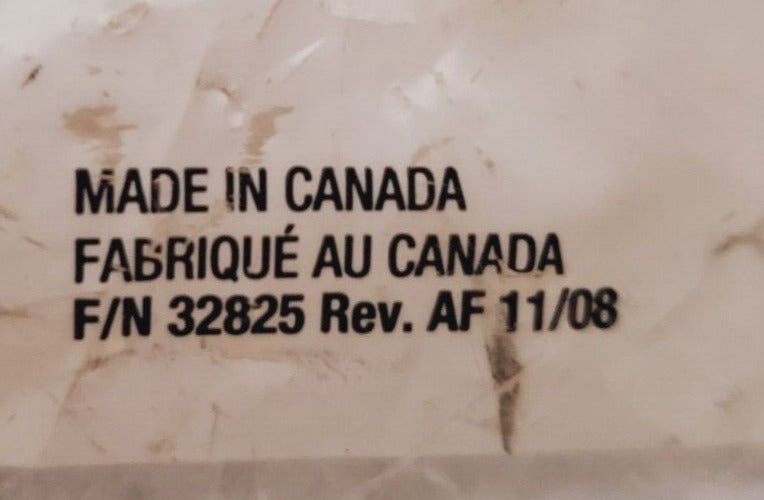 MADE IN CANADA
FABRIQUÉ AU CANADA
F/N 32825 Rev. AF 11/08